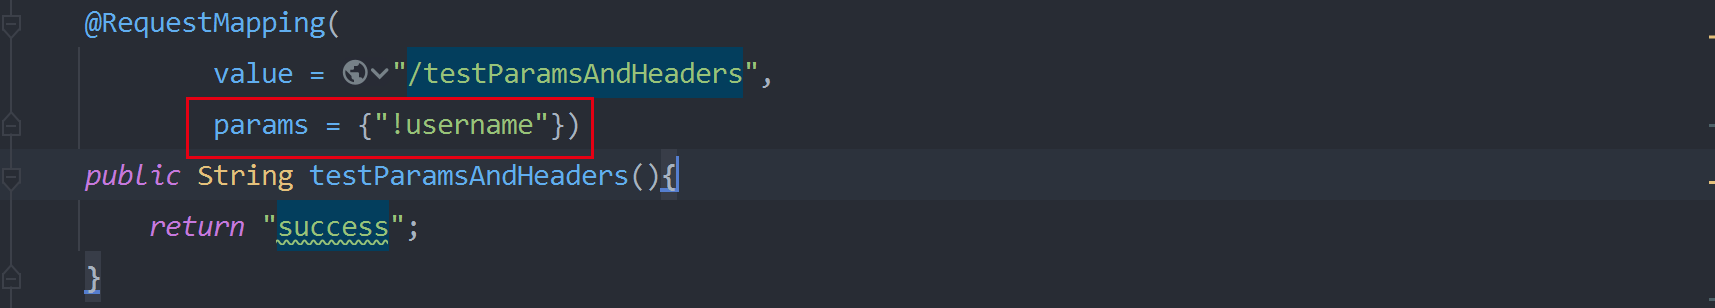 @RequestMapping(
value = "/testParamsAndHeaders",
params = {"!username"})
public String testParamsAndHeaders(){
return "success";
}